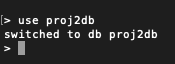 > use proj2db
switched to db proj2db
>